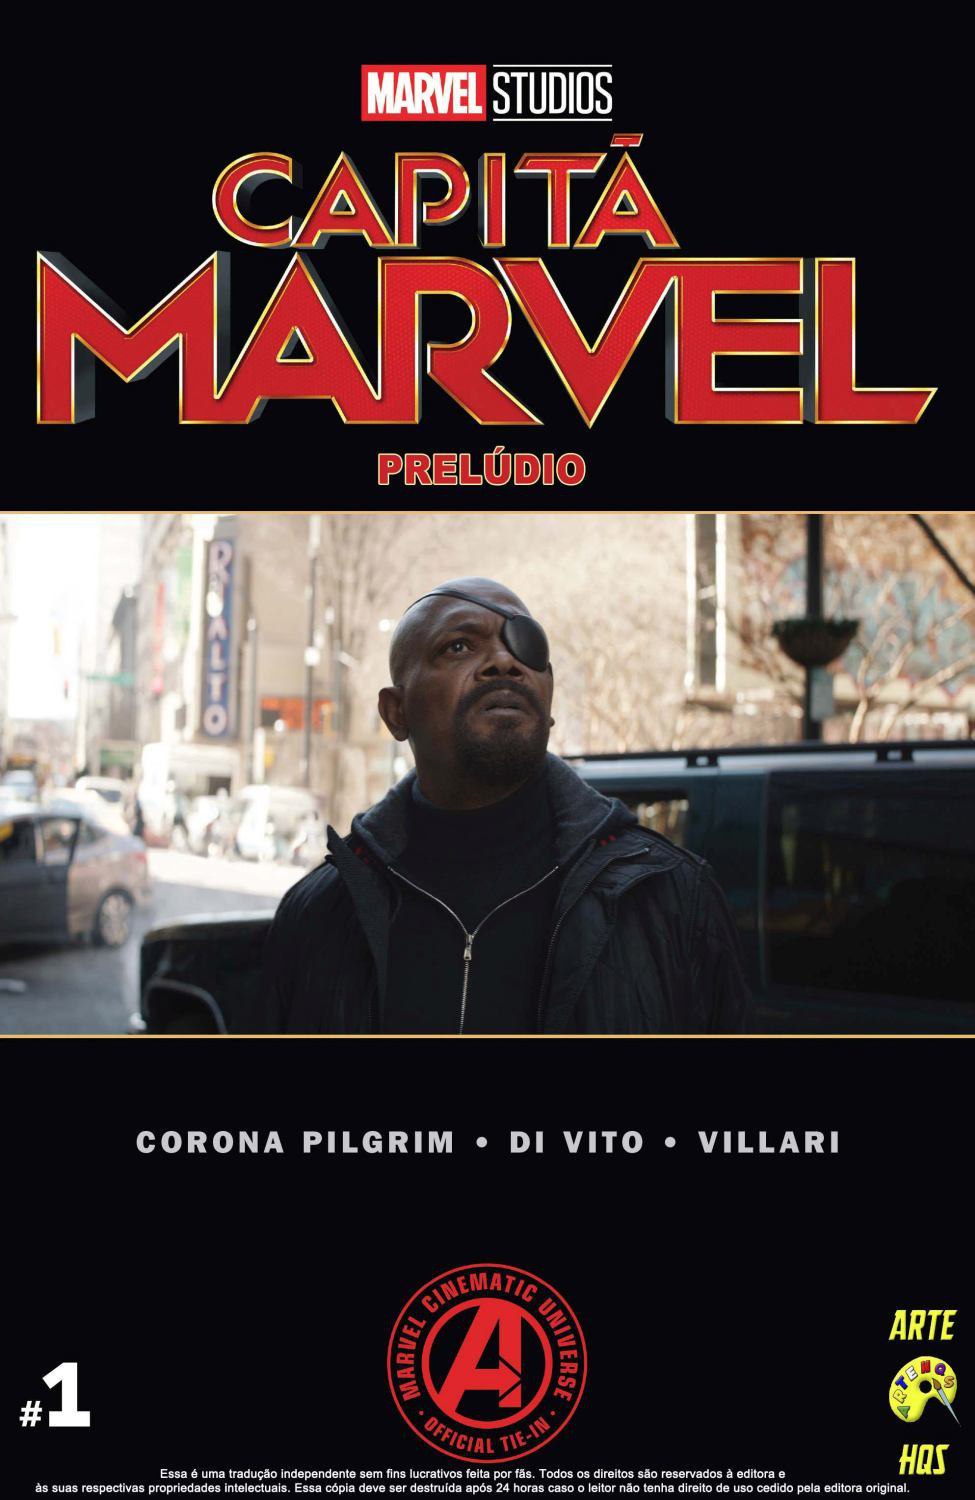 MARVEL STUDIOS
CAPITÃ
MARVEL
PRELÚDIO
RIALTO
CORONA PILGRIM • DI VITO • VILLARI
MARVEL CINEMATIC UNIVERSE
A
• OFFICIAL TIE-IN •
#1
ARTE
ARTENQS
HQS
Essa é uma tradução independente sem fins lucrativos feita por fãs. Todos os direitos são reservados à editora e
às suas respectivas propriedades intelectuais. Essa cópia deve ser destruída após 24 horas caso o leitor não tenha direito de uso cedido pela editora original.